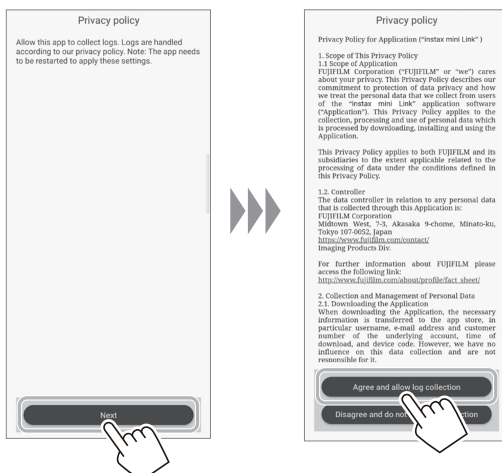 Privacy policy
Allow this app to collect logs. Logs are handled
according to our privacy policy. Note: The app needs
to be restarted to apply these settings.
Next
Privacy policy
Privacy Policy for Application ("instax mini Link" )
1. Scope of This Privacy Policy
1.1 Scope of Application
FUJIFILM Corporation ("FUJIFILM" or "we") cares
about your privacy. This Privacy Policy describes our
commitment to protection of data privacy and how
we treat the personal data that we collect from users
of the "instax mini Link" application software
("Application"). This Privacy Policy applies to the
collection, processing and use of personal data which
is processed by downloading, installing and using the
Application.
This Privacy Policy applies to both FUJIFILM and its
subsidiaries to the extent applicable related to the
processing of data under the conditions defined in
this Privacy Policy.
1.2. Controller
The data controller in relation to any personal data
that is collected through this Application is:
FUJIFILM Corporation
Midtown West, 7-3, Akasaka 9-chome, Minato-ku,
Tokyo 107-0052, Japan
https://www.fujifilm.com/contact/
Imaging Products Div.
For further information about FUJIFILM please
access the following link:
http://www.fujifilm.com/about/profile/fact_sheet/
2. Collection and Management of Personal Data
2.1. Downloading the Application
When downloading the Application, the necessary
information is transferred to the app store, in
particular username, e-mail address and customer
number of the underlying account, time of
download, and device code. However, we have no
influence on this data collection and are not
responsible for it.
Agree and allow log collection
Disagree and do not ction